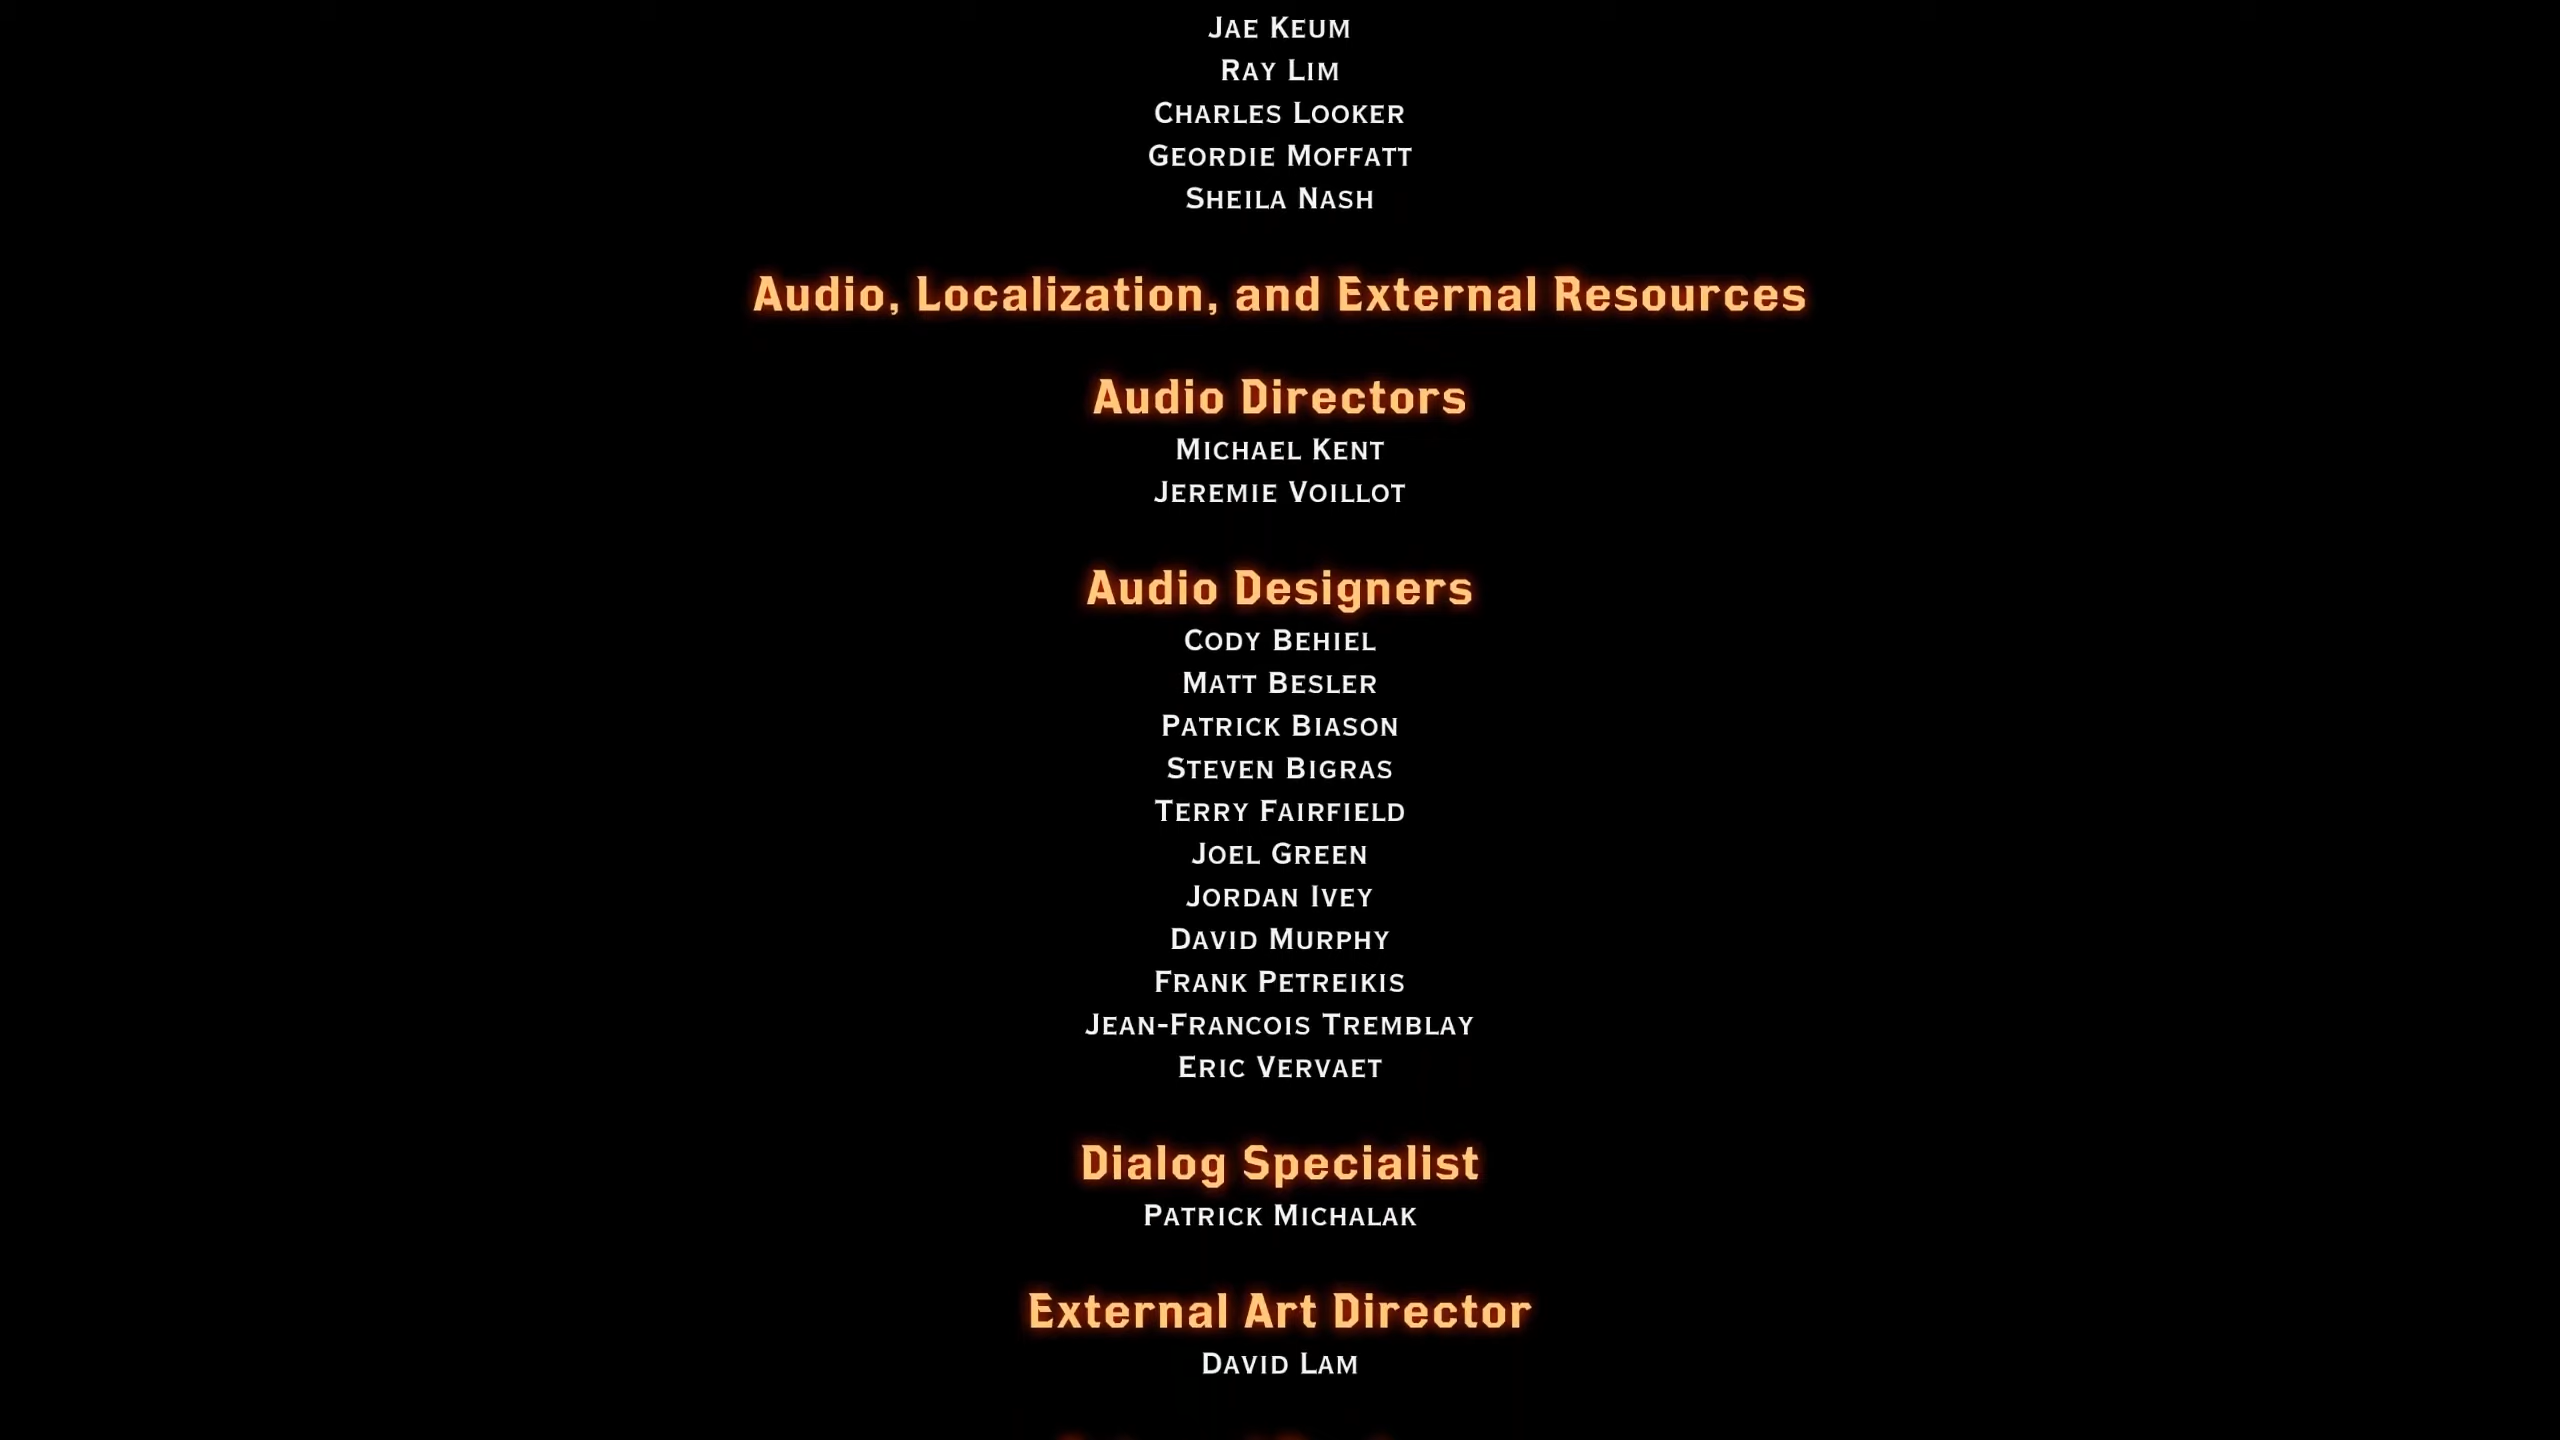 Jae Keum
Ray Lim
Charles Looker
Geordie Moffatt
Sheila Nash
Audio, Localization, and External Resources
Audio Directors
Michael Kent
Jeremie Voillot
Audio Designers
Cody Behiel
Matt Besler
Patrick Biason
Steven Bigras
Terry Fairfield
Joel Green
Jordan Ivey
David Murphy
Frank Petreikis
Jean-Francois Tremblay
Eric Vervaet
Dialog Specialist
Patrick Michalak
External Art Director
David Lam